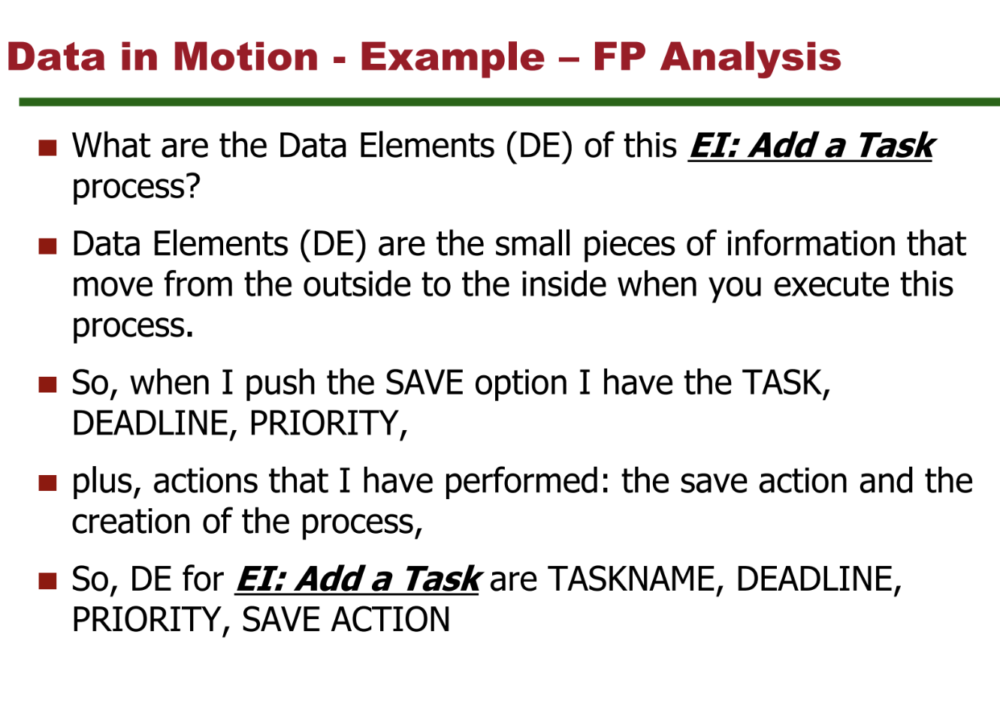 Data in Motion - Example – FP Analysis
What are the Data Elements (DE) of this EI: Add a Task
process?
Data Elements (DE) are the small pieces of information that
move from the outside to the inside when you execute this
process.
So, when I push the SAVE option I have the TASK,
DEADLINE, PRIORITY,
plus, actions that I have performed: the save action and the
creation of the process,
So, DE for EI: Add a Task are TASKNAME, DEADLINE,
PRIORITY, SAVE ACTION